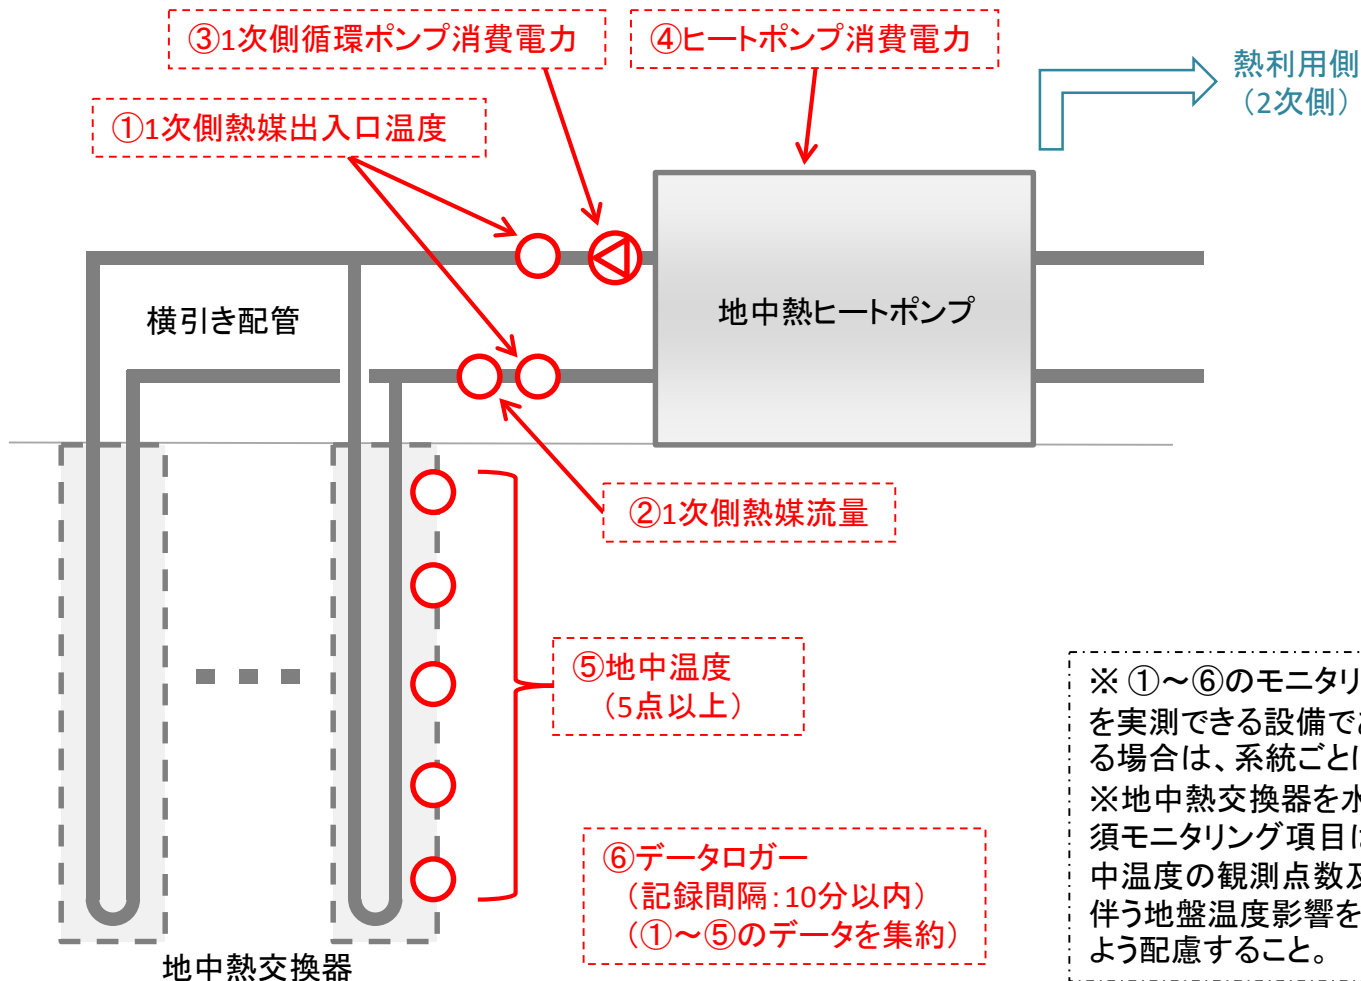 ③1次側循環ポンプ消費電力
④ヒートポンプ消費電力
熱利用側
（2次側）
①1次側熱媒出入口温度
横引き配管
地中熱ヒートポンプ
②1次側熱媒流量
⑤地中温度
（5点以上）
⑥データロガー
（記録間隔：10分以内）
（①～⑤のデータを集約）
地中熱交換器
※ ①～⑥のモニタリ
を実測できる設備で
る場合は、系統ごと
※地中熱交換器を水
須モニタリング項目
中温度の観測点数及
伴う地盤温度影響を
よう配慮すること。